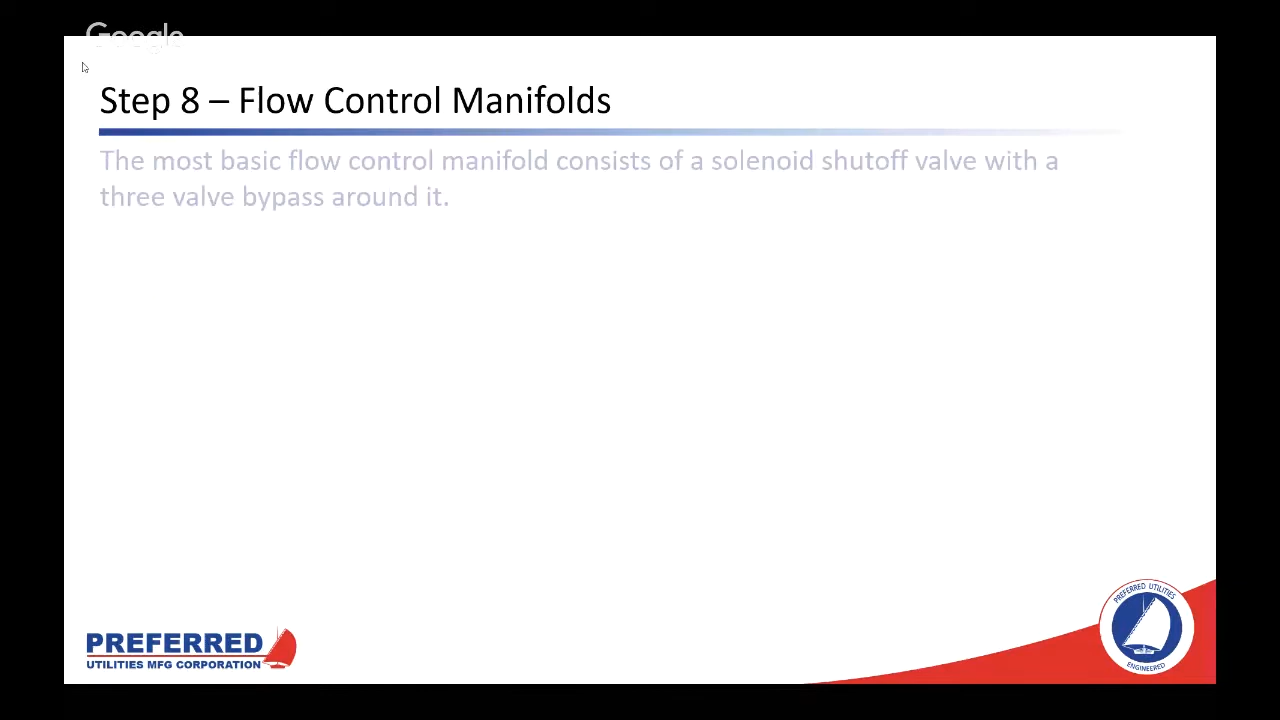 Google
Step 8 – Flow Control Manifolds
The most basic flow control manifold consists of a solenoid shutoff valve with a
three valve bypass around it.
PREFERRED
UTILITIES MFG CORPORATION
PREFERRED UTILITIES
ENGINEERED